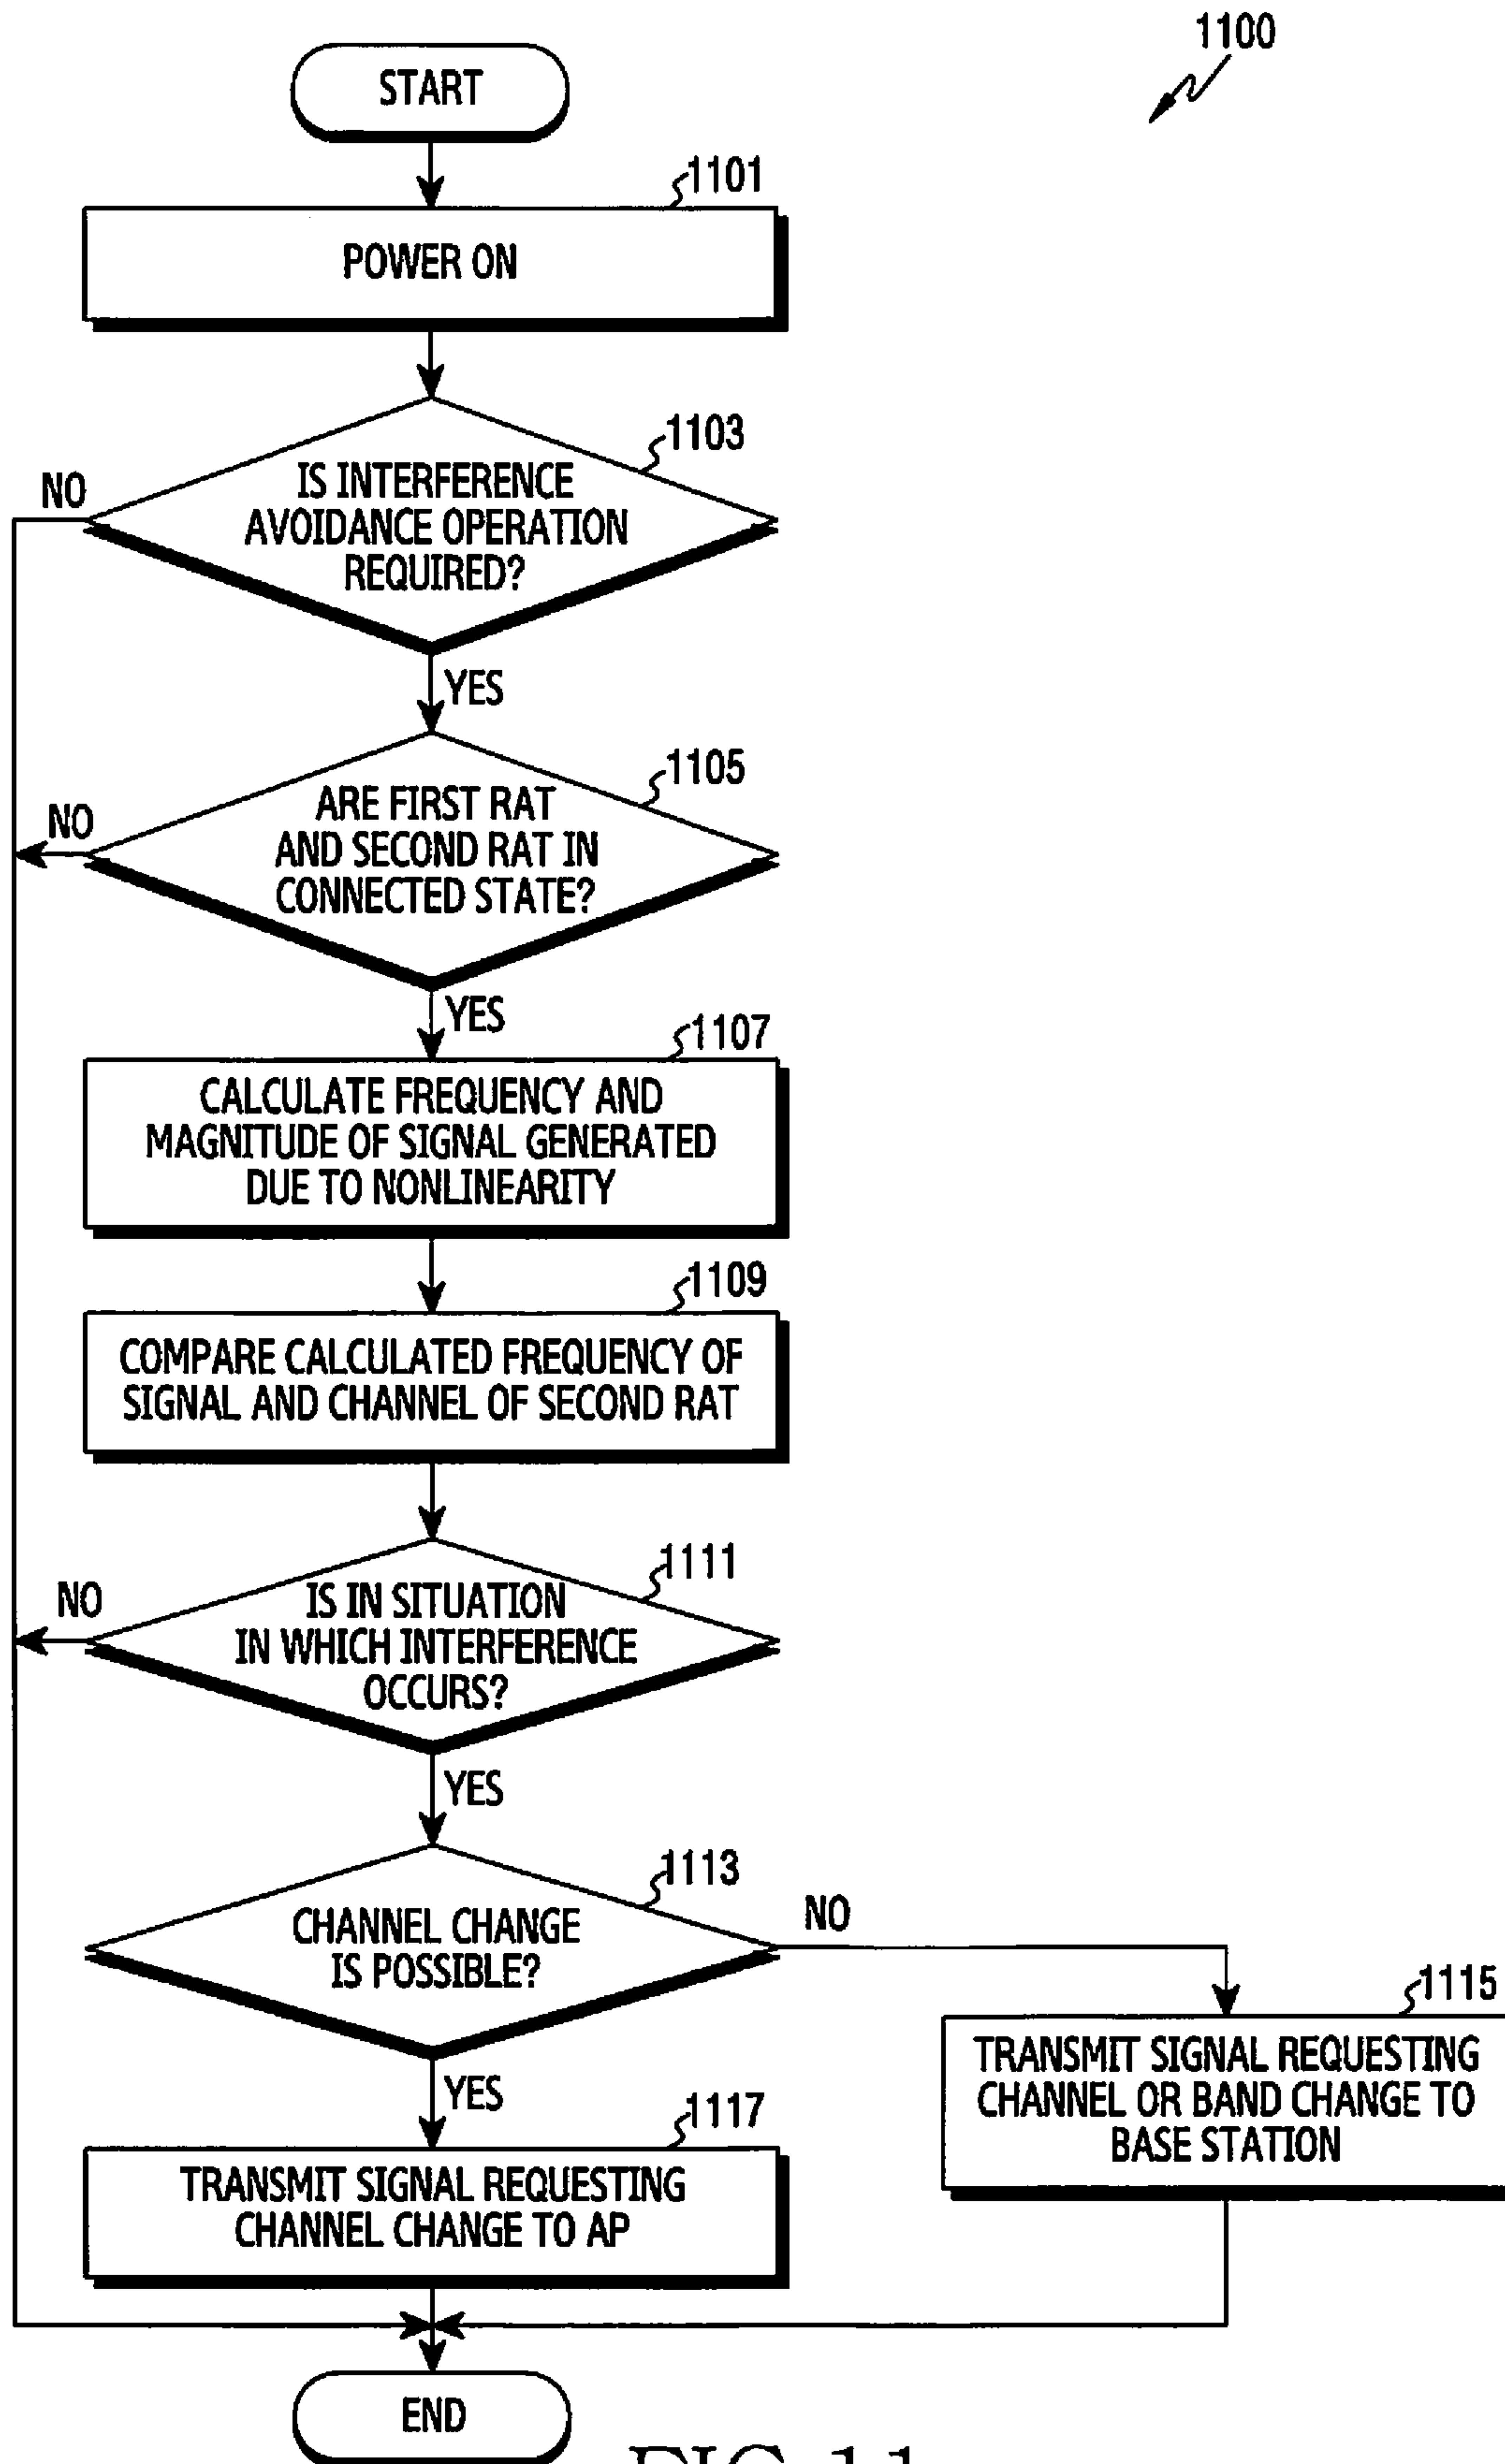 1100
START
1101
POWER ON
1103
IS INTERFERENCE
AVOIDANCE OPERATION
REQUIRED?
NO
YES
1105
ARE FIRST RAT
AND SECOND RAT IN
CONNECTED STATE?
NO
YES
1107
CALCULATE FREQUENCY AND
MAGNITUDE OF SIGNAL GENERATED
DUE TO NONLINEARITY
1109
COMPARE CALCULATED FREQUENCY OF
SIGNAL AND CHANNEL OF SECOND RAT
1111
IS IN SITUATION
IN WHICH INTERFERENCE
OCCURS?
NO
YES
1113
CHANNEL CHANGE
IS POSSIBLE?
NO
YES
1115
TRANSMIT SIGNAL REQUESTING
CHANNEL OR BAND CHANGE TO
BASE STATION
1117
TRANSMIT SIGNAL REQUESTING
CHANNEL CHANGE TO AP
END
FIG. 11